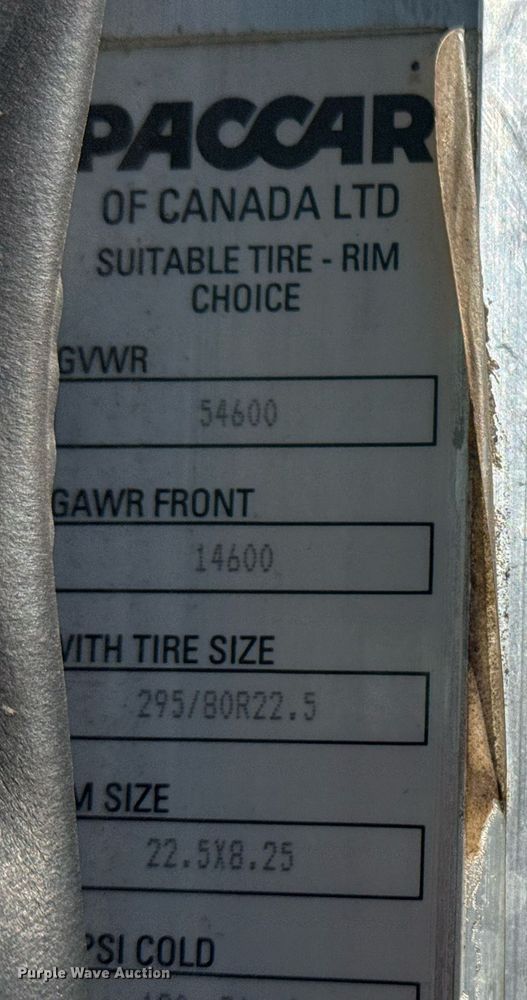 PACCAR
OF CANADA LTD
SUITABLE TIRE - RIM
CHOICE
GVWR
54600
GAWR FRONT
14600
WITH TIRE SIZE
295/80R22.5
M SIZE
22.5X8.25
PSI COLD
Purple Wave Auction